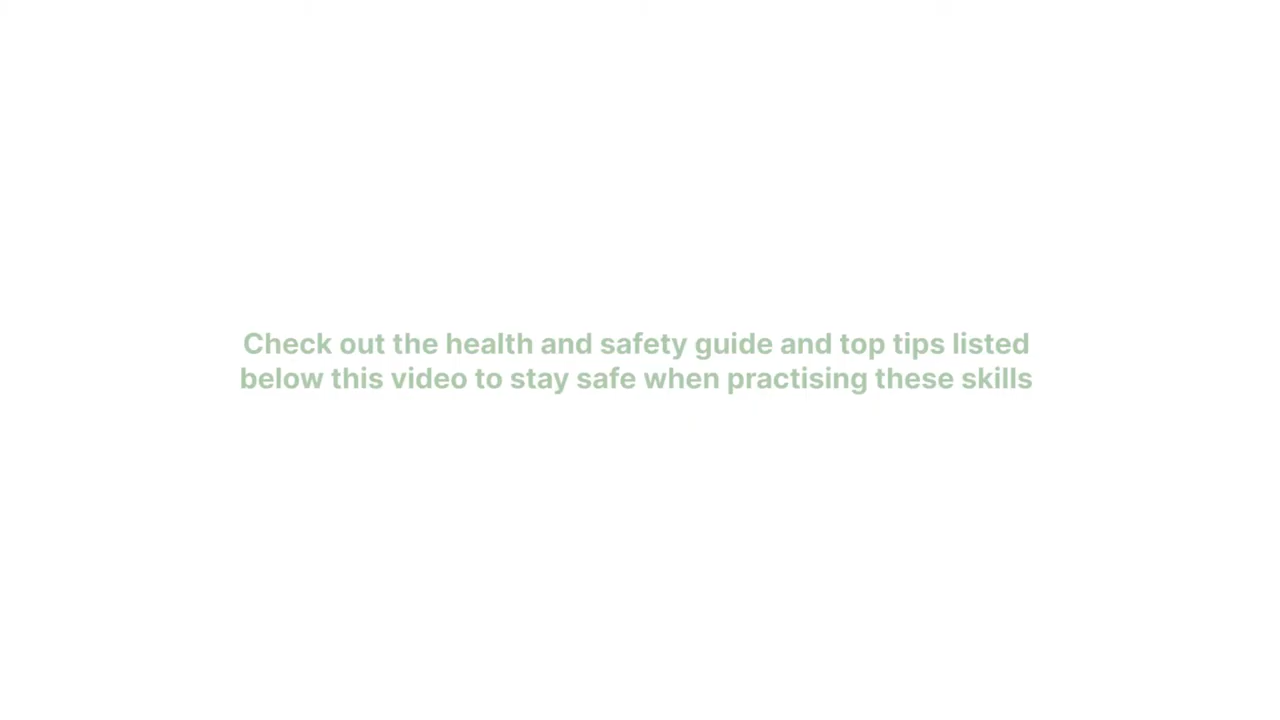 Check out the health and safety guide and top tips listed
below this video to stay safe when practising these skills